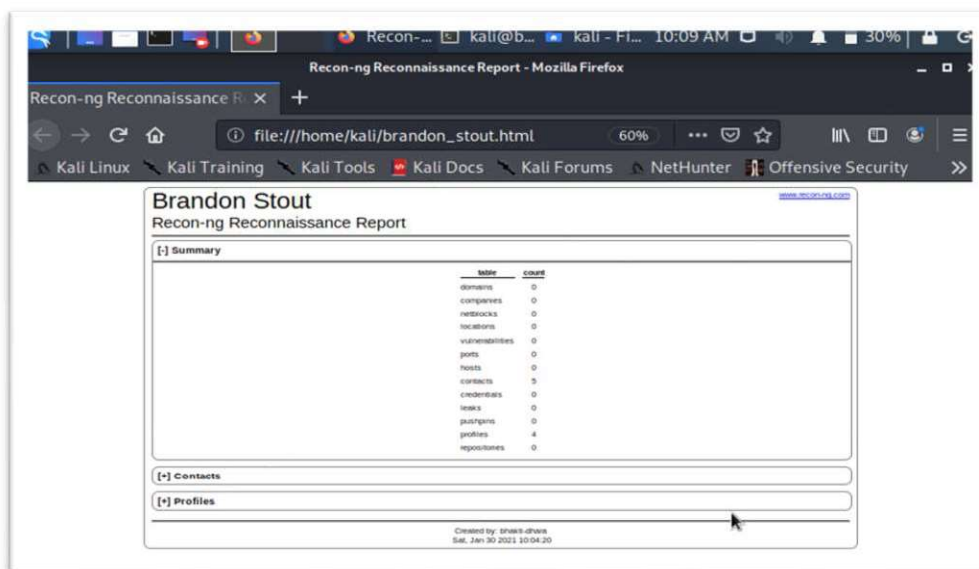 Recon-... kali@b... kali - Fi... 10:09 AM 30%
Recon-ng Reconnaissance Report - Mozilla Firefox
Recon-ng Reconnaissance R
file:///home/kali/brandon_stout.html 60%
Kali Linux Kali Training Kali Tools Kali Docs Kali Forums NetHunter Offensive Security
Brandon Stout www.recon-ng.com
Recon-ng Reconnaissance Report
[-] Summary
table count
domains 0
companies 0
netblocks 0
locations 0
vulnerabilities 0
ports 0
hosts 0
contacts 5
credentials 0
leaks 0
pushpins 0
profiles 4
repositories 0
[+] Contacts
[+] Profiles
Created by: bhakti-dhara
Sat, Jan 30 2021 10:04:20